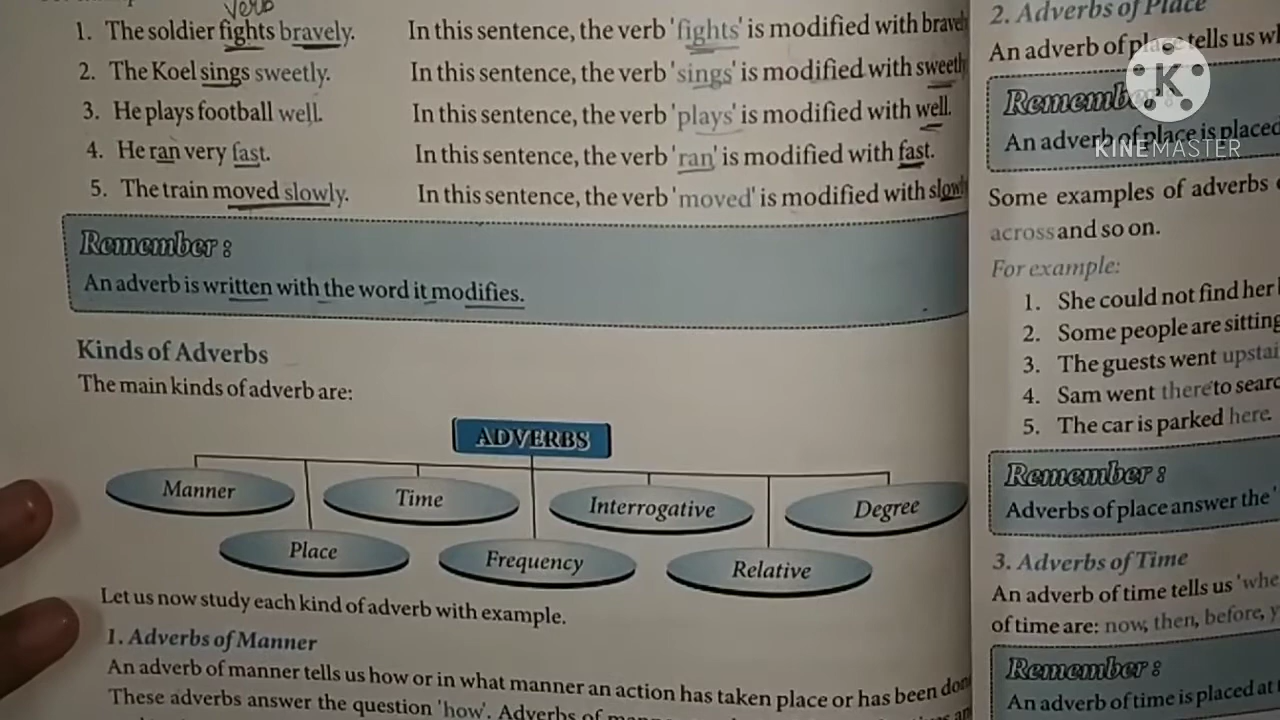 verb
1. The soldier fights bravely. In this sentence, the verb 'fights' is modified with
2. The Koel sings sweetly. In this sentence, the verb 'sings' is modified with
3. He plays football well. In this sentence, the verb 'plays' is modified with well.
4. He ran very fast. In this sentence, the verb 'ran' is modified with fast.
5. The train moved slowly. In this sentence, the verb 'moved' is modified with
Remember:
An adverb is written with the word it modifies.
Kinds of Adverbs
The main kinds of adverb are:
ADVERBS
Manner
Time
Interrogative
Degree
Place
Frequency
Relative
Let us now study each kind of adverb with example.
1. Adverbs of Manner
An adverb of manner tells us how or in what manner an action has taken place or has been
These adverbs answer the question 'how'. Adverbs of
2. Adverbs of Place
An adverb of place tells us
Remember
An adverb of place is placed
Some examples of adverbs
across and so on.
For example:
1. She could not find her
2. Some people are sitting
3. The guests went
4. Sam went there to
5. The car is parked here.
Remember:
Adverbs of place answer the
3. Adverbs of Time
An adverb of time tells us
of time are: now, then, before,
Remember:
An adverb of time is placed at
K
KINEMASTER